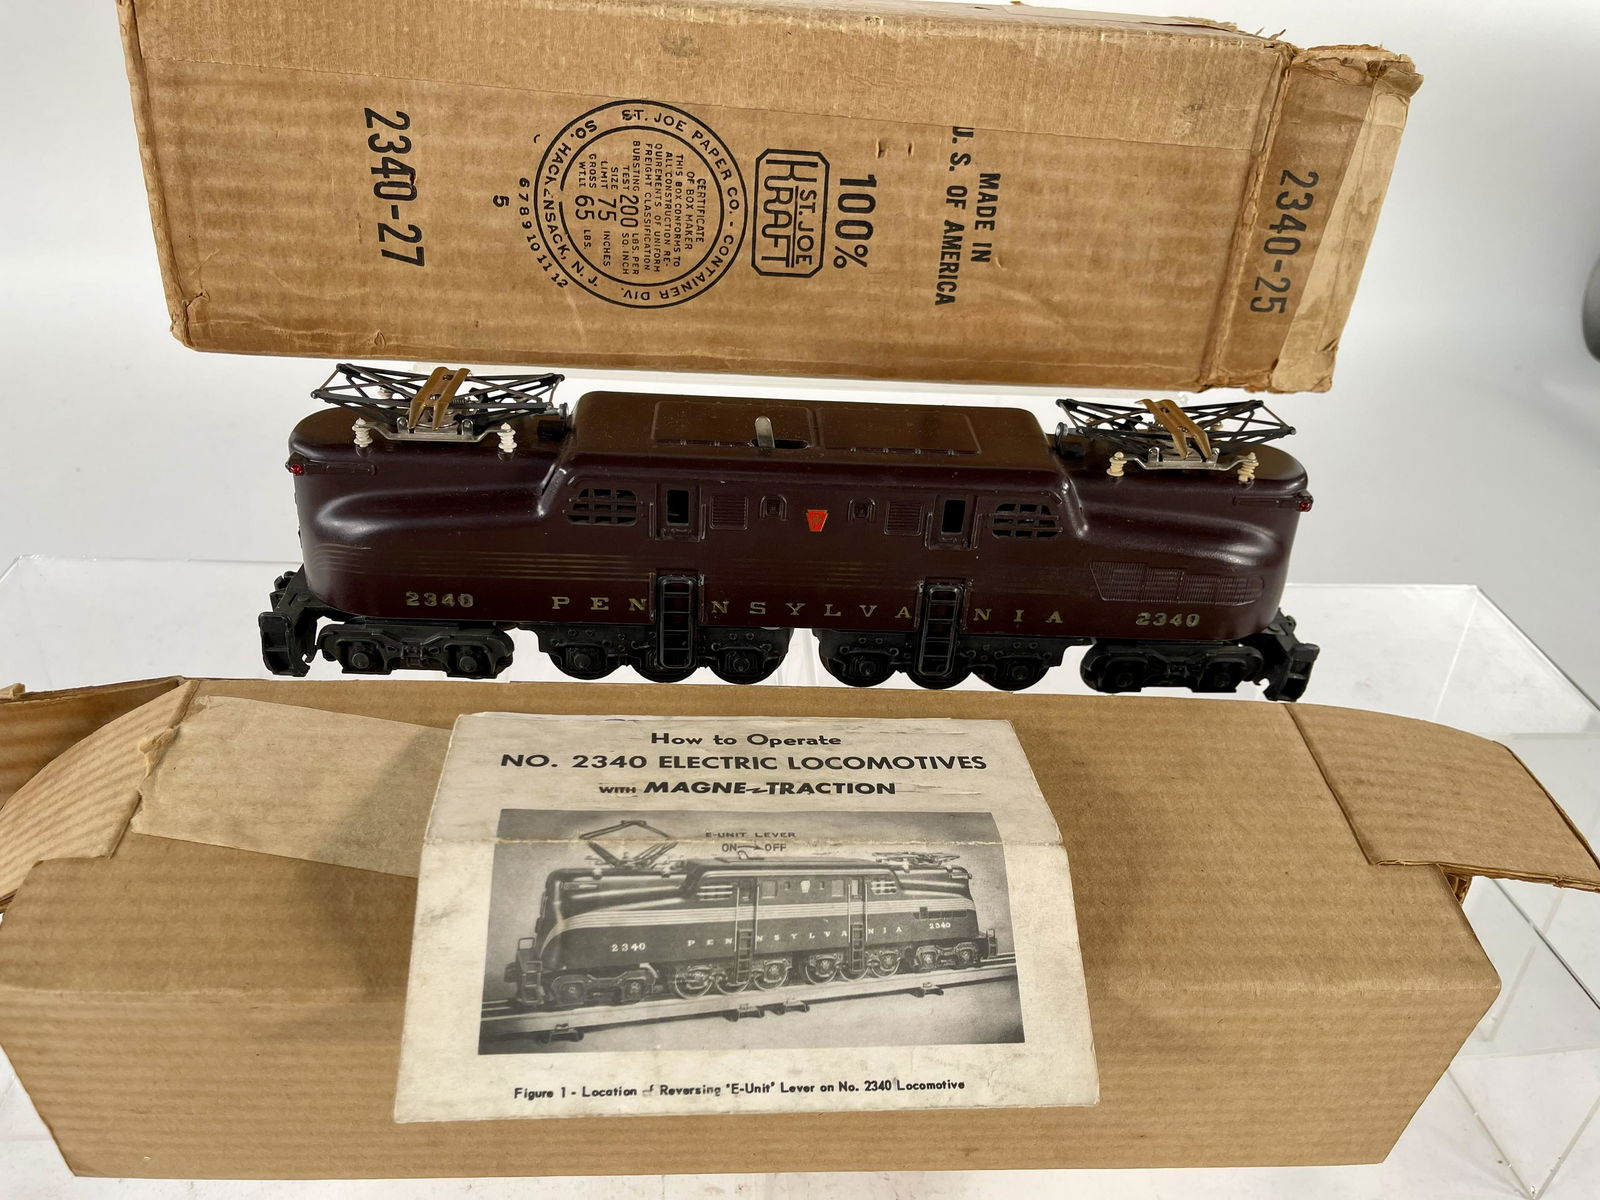 2340-25
MADE IN
U. S. OF AMERICA
100%
ST. JOE
KRAFT
ST. JOE PAPER CO. - CONTAINER DIV.
SO. HACKENSACK, N. J.
CERTIFICATE
OF BOX MAKER
THIS BOX CONFORMS TO
ALL CONSTRUCTION RE-
QUIREMENTS OF UNIFORM
FREIGHT CLASSIFICATION
BURSTING 200 LBS. PER
TEST SQ. INCH
SIZE
LIMIT 75 INCHES
GROSS
WT LT 65 LBS.
6 7 8 9 10 11 12
5
2340-27
2340 PENNSYLVANIA 2340
How to Operate
NO. 2340 ELECTRIC LOCOMOTIVES
WITH MAGNE-TRACTION
E-UNIT LEVER
ON OFF
2340 PENNSYLVANIA 2340
Figure 1 - Location of Reversing "E-Unit" Lever on No. 2340 Locomotive